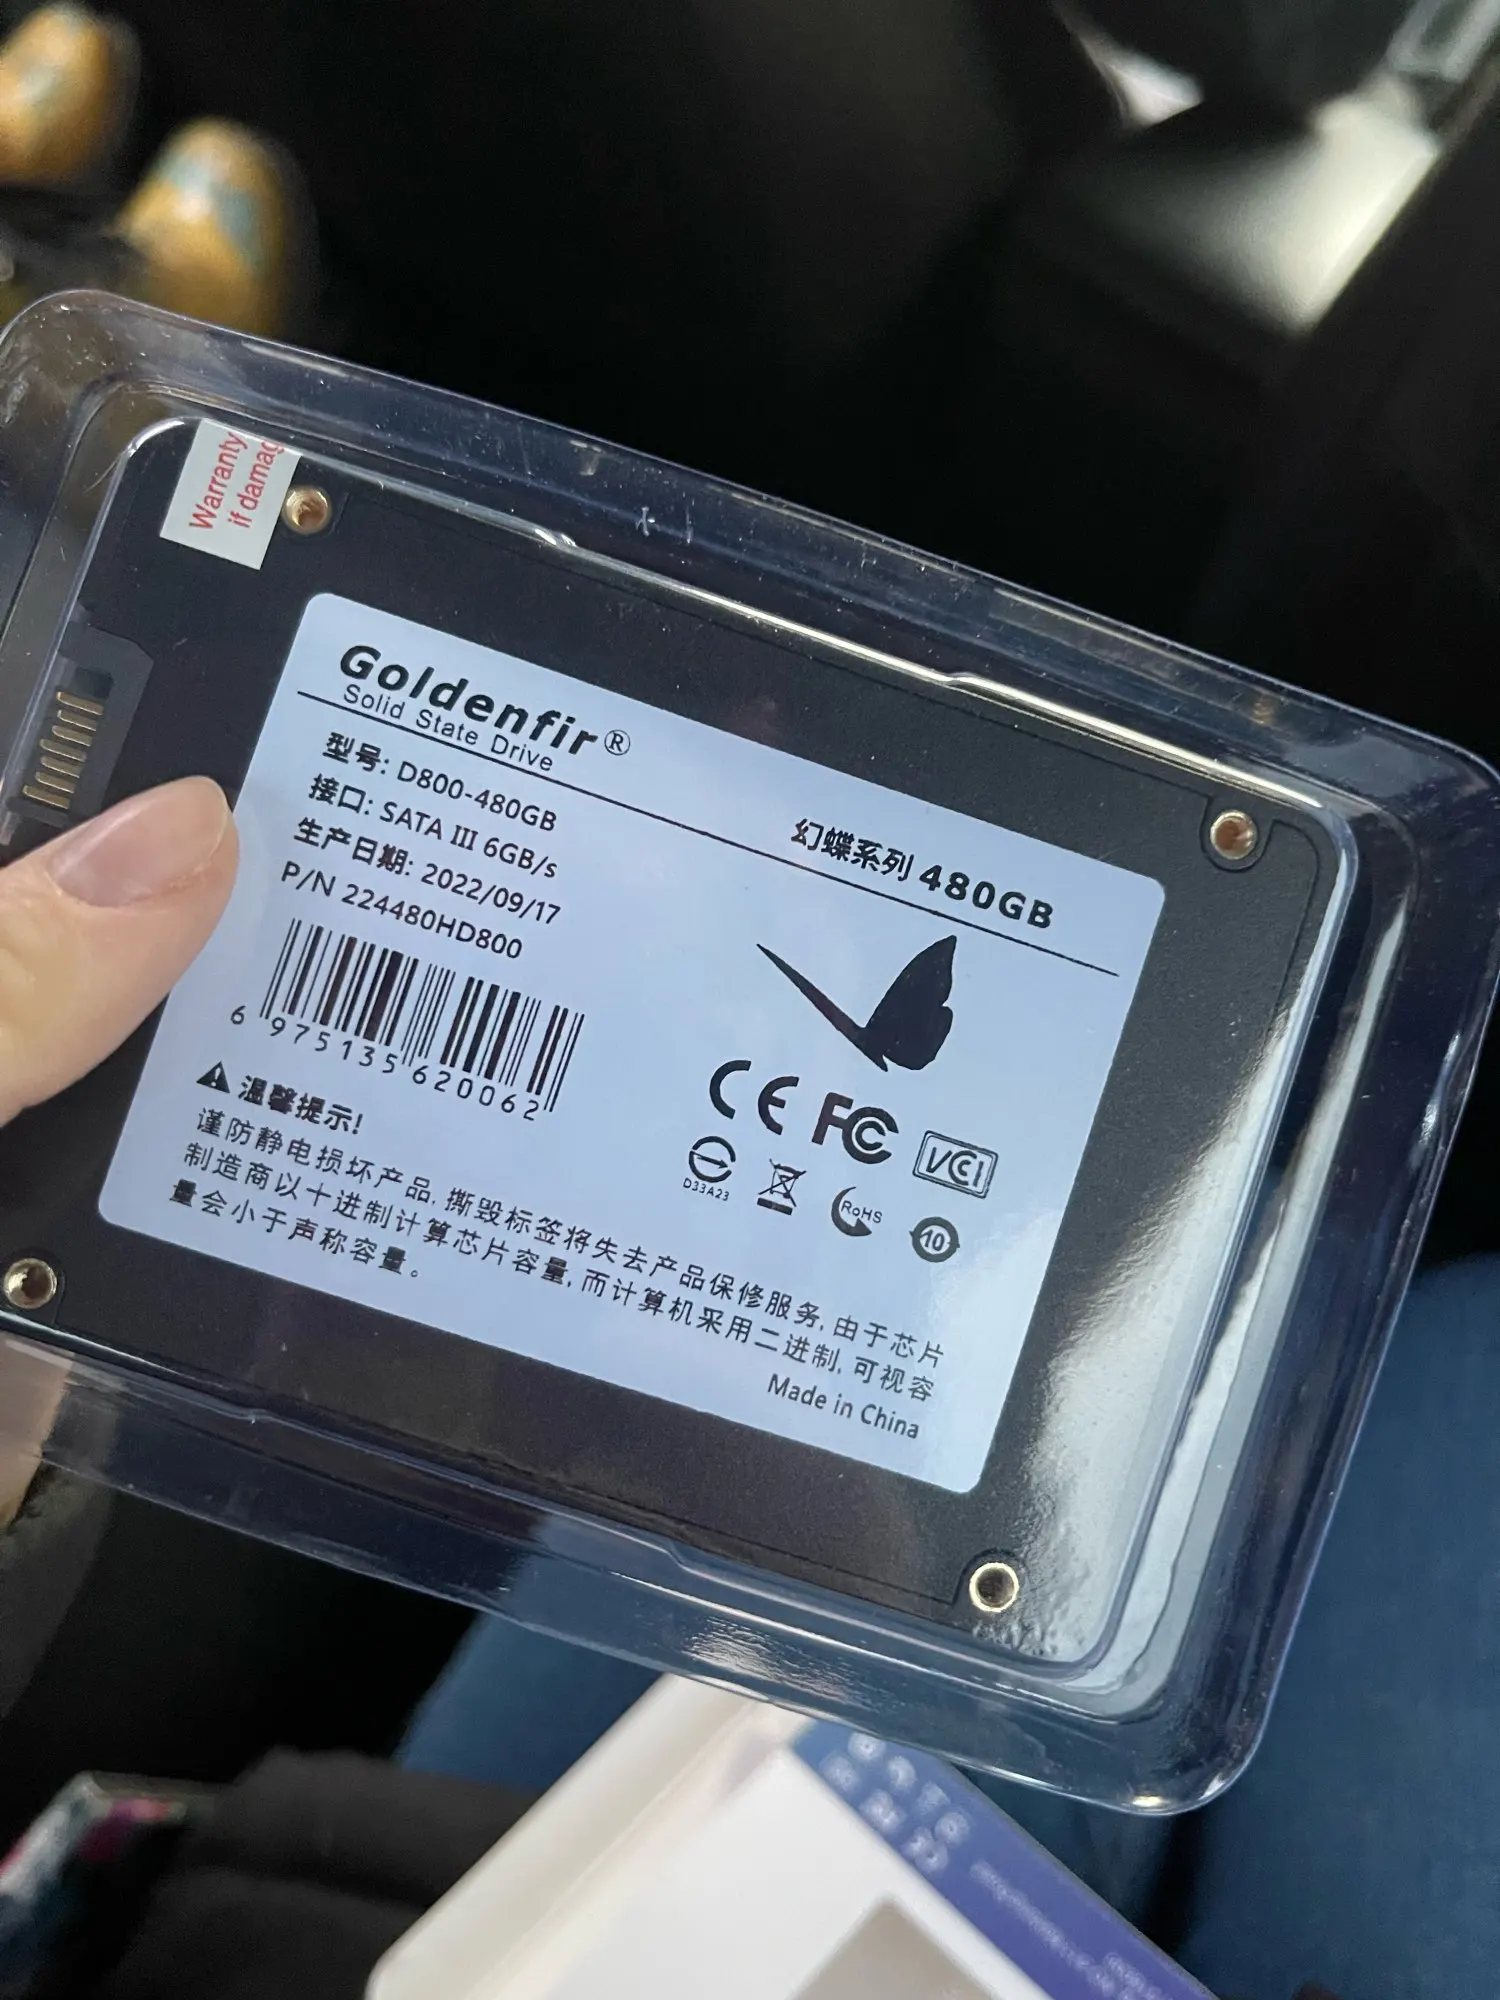 Warranty
if damag
Goldenfir®
Solid State Drive
型号: D800-480GB
接口: SATA III 6GB/s
生产日期: 2022/09/17
P/N 224480HD800
幻蝶系列 480GB
6 975135 620062
CE FC VCCI
D33A23
RoHS
10
温馨提示!
谨防静电损坏产品, 撕毁标签将失去产品保修服务, 由于芯片
制造商以十进制计算芯片容量, 而计算机采用二进制, 可视容
量会小于声称容量。
Made in China